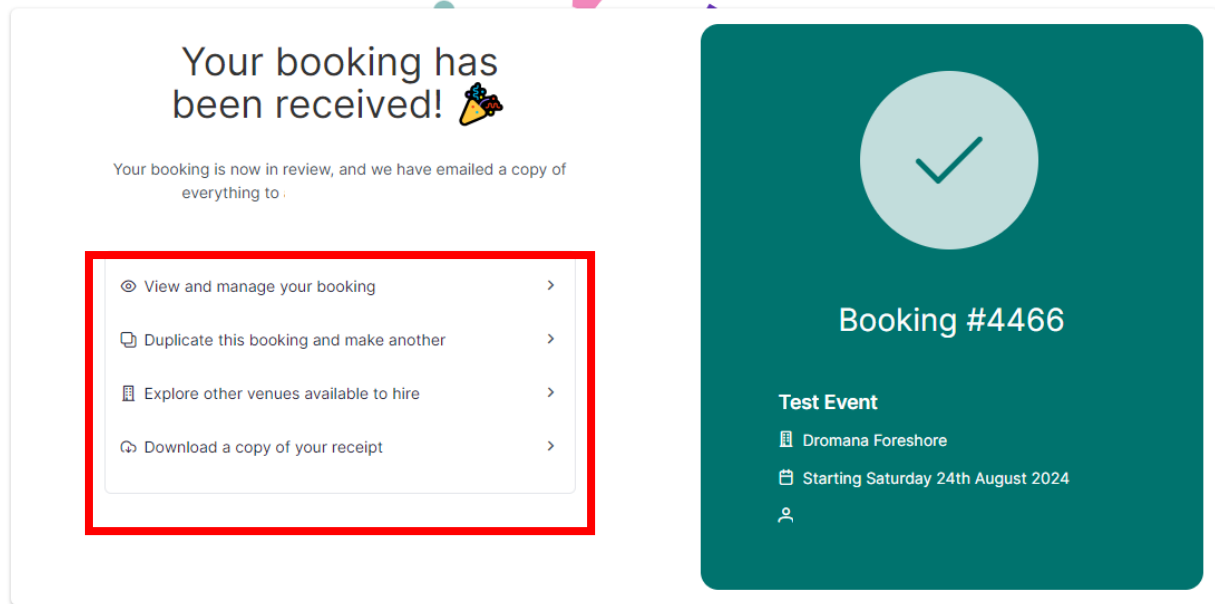 Your booking has
been received! 🎉
Your booking is now in review, and we have emailed a copy of
everything to
View and manage your booking
Duplicate this booking and make another
Explore other venues available to hire
Download a copy of your receipt
Booking #4466
Test Event
Dromana Foreshore
Starting Saturday 24th August 2024